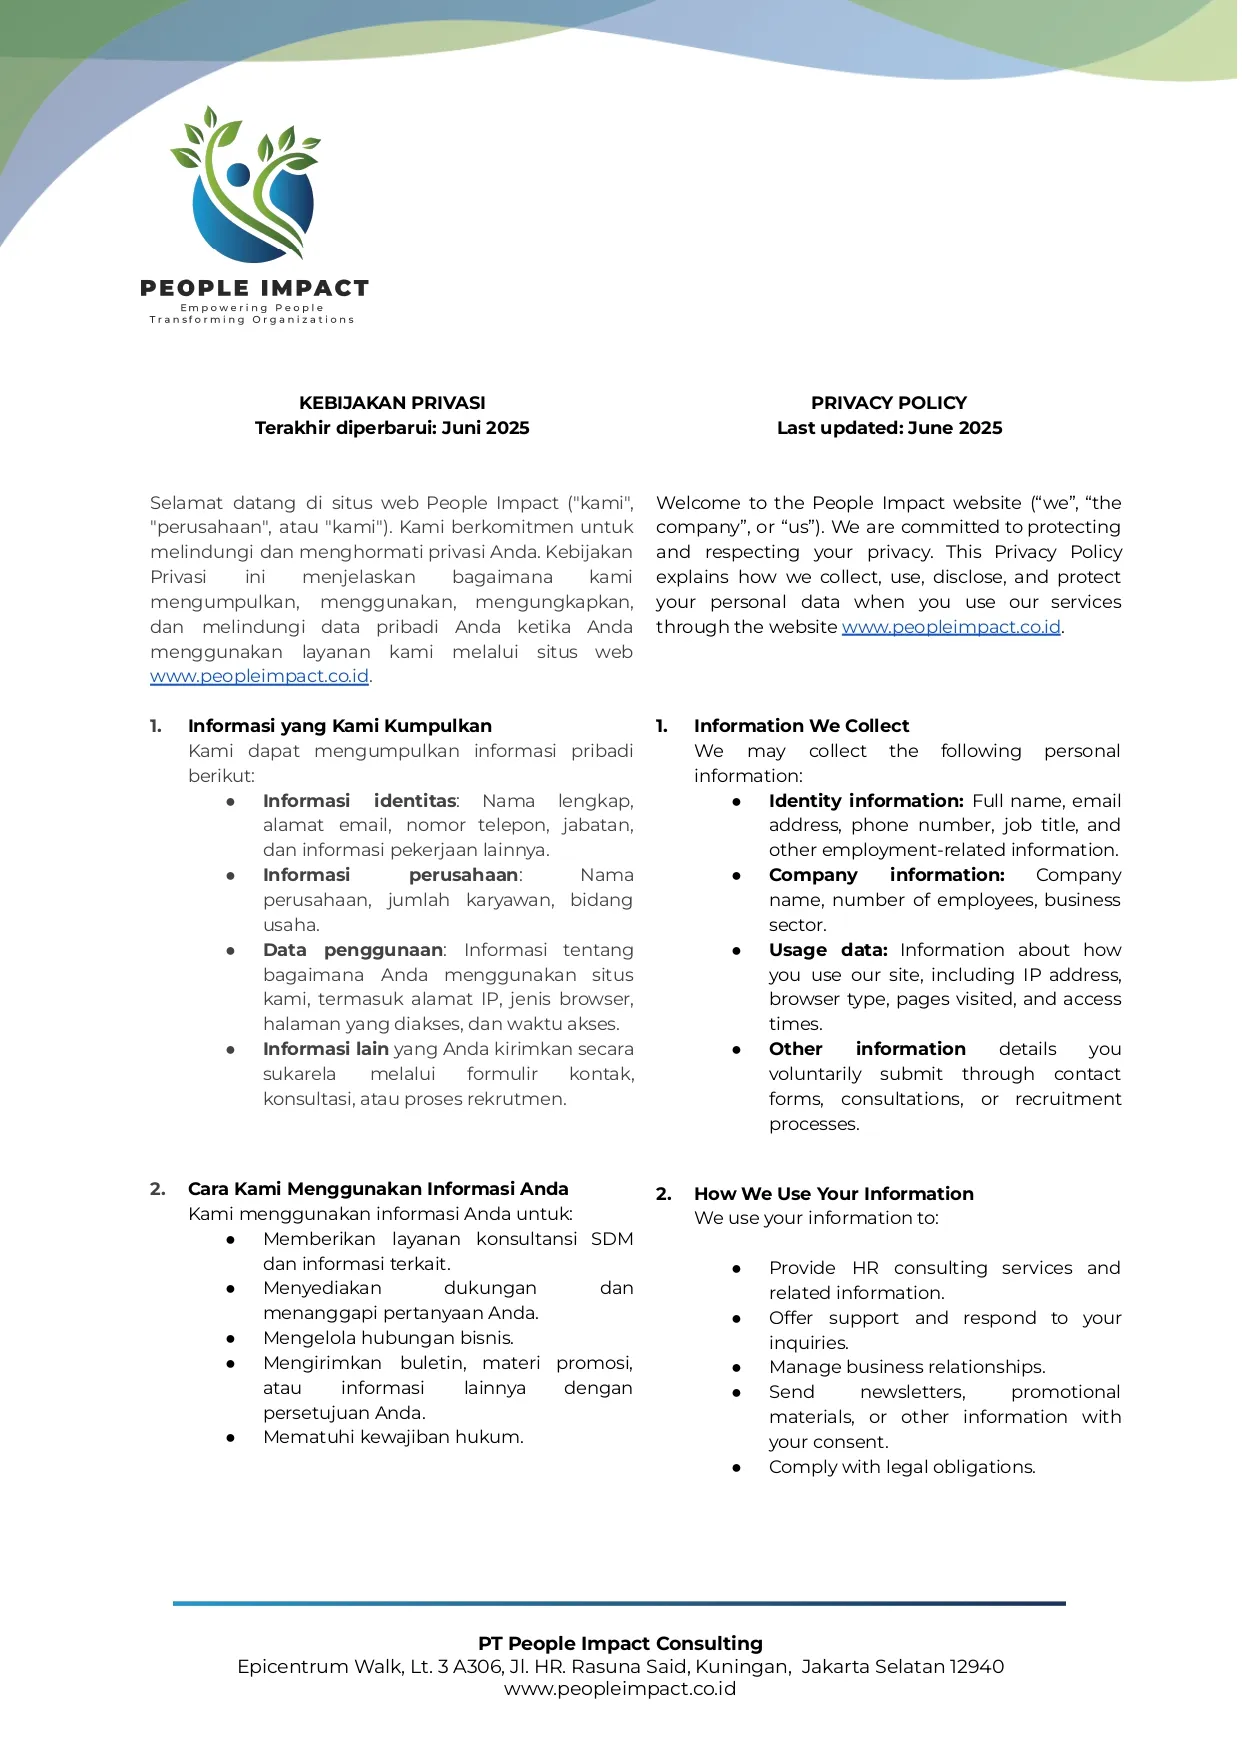 PEOPLE IMPACT
Empowering People
Transforming Organizations
KEBIJAKAN PRIVASI
Terakhir diperbarui: Juni 2025
Selamat datang di situs web People Impact ("kami",
"perusahaan", atau "kami"). Kami berkomitmen untuk
melindungi dan menghormati privasi Anda. Kebijakan
Privasi ini menjelaskan bagaimana kami
mengumpulkan, menggunakan, mengungkapkan,
dan melindungi data pribadi Anda ketika Anda
menggunakan layanan kami melalui situs web
www.peopleimpact.co.id.
1. Informasi yang Kami Kumpulkan
Kami dapat mengumpulkan informasi pribadi
berikut:
● Informasi identitas: Nama lengkap,
alamat email, nomor telepon, jabatan,
dan informasi pekerjaan lainnya.
● Informasi perusahaan: Nama
perusahaan, jumlah karyawan, bidang
usaha.
● Data penggunaan: Informasi tentang
bagaimana Anda menggunakan situs
kami, termasuk alamat IP, jenis browser,
halaman yang diakses, dan waktu akses.
● Informasi lain yang Anda kirimkan secara
sukarela melalui formulir kontak,
konsultasi, atau proses rekrutmen.
2. Cara Kami Menggunakan Informasi Anda
Kami menggunakan informasi Anda untuk:
● Memberikan layanan konsultansi SDM
dan informasi terkait.
● Menyediakan dukungan dan
menanggapi pertanyaan Anda.
● Mengelola hubungan bisnis.
● Mengirimkan buletin, materi promosi,
atau informasi lainnya dengan
persetujuan Anda.
● Mematuhi kewajiban hukum.
PRIVACY POLICY
Last updated: June 2025
Welcome to the People Impact website (“we”, “the
company”, or “us”). We are committed to protecting
and respecting your privacy. This Privacy Policy
explains how we collect, use, disclose, and protect
your personal data when you use our services
through the website www.peopleimpact.co.id.
1. Information We Collect
We may collect the following personal
information:
● Identity information: Full name, email
address, phone number, job title, and
other employment-related information.
● Company information: Company
name, number of employees, business
sector.
● Usage data: Information about how
you use our site, including IP address,
browser type, pages visited, and access
times.
● Other information details you
voluntarily submit through contact
forms, consultations, or recruitment
processes.
2. How We Use Your Information
We use your information to:
● Provide HR consulting services and
related information.
● Offer support and respond to your
inquiries.
● Manage business relationships.
● Send newsletters, promotional
materials, or other information with
your consent.
● Comply with legal obligations.
PT People Impact Consulting
Epicentrum Walk, Lt. 3 A306, Jl. HR. Rasuna Said, Kuningan, Jakarta Selatan 12940
www.peopleimpact.co.id